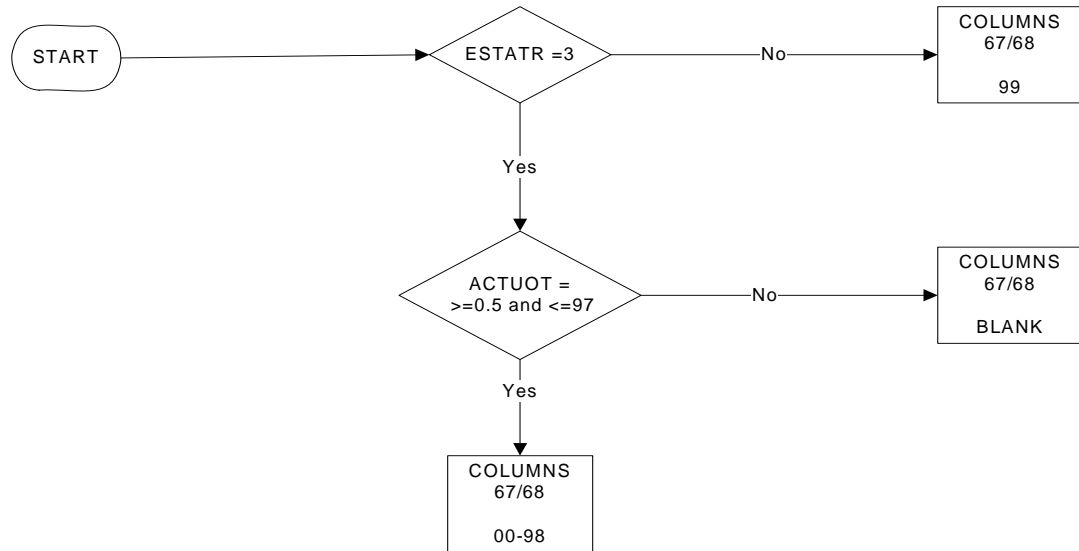 START
ESTATR =3
No
COLUMNS
67/68
99
Yes
ACTUOT =
>=0.5 and <=97
No
COLUMNS
67/68
BLANK
Yes
COLUMNS
67/68
00-98